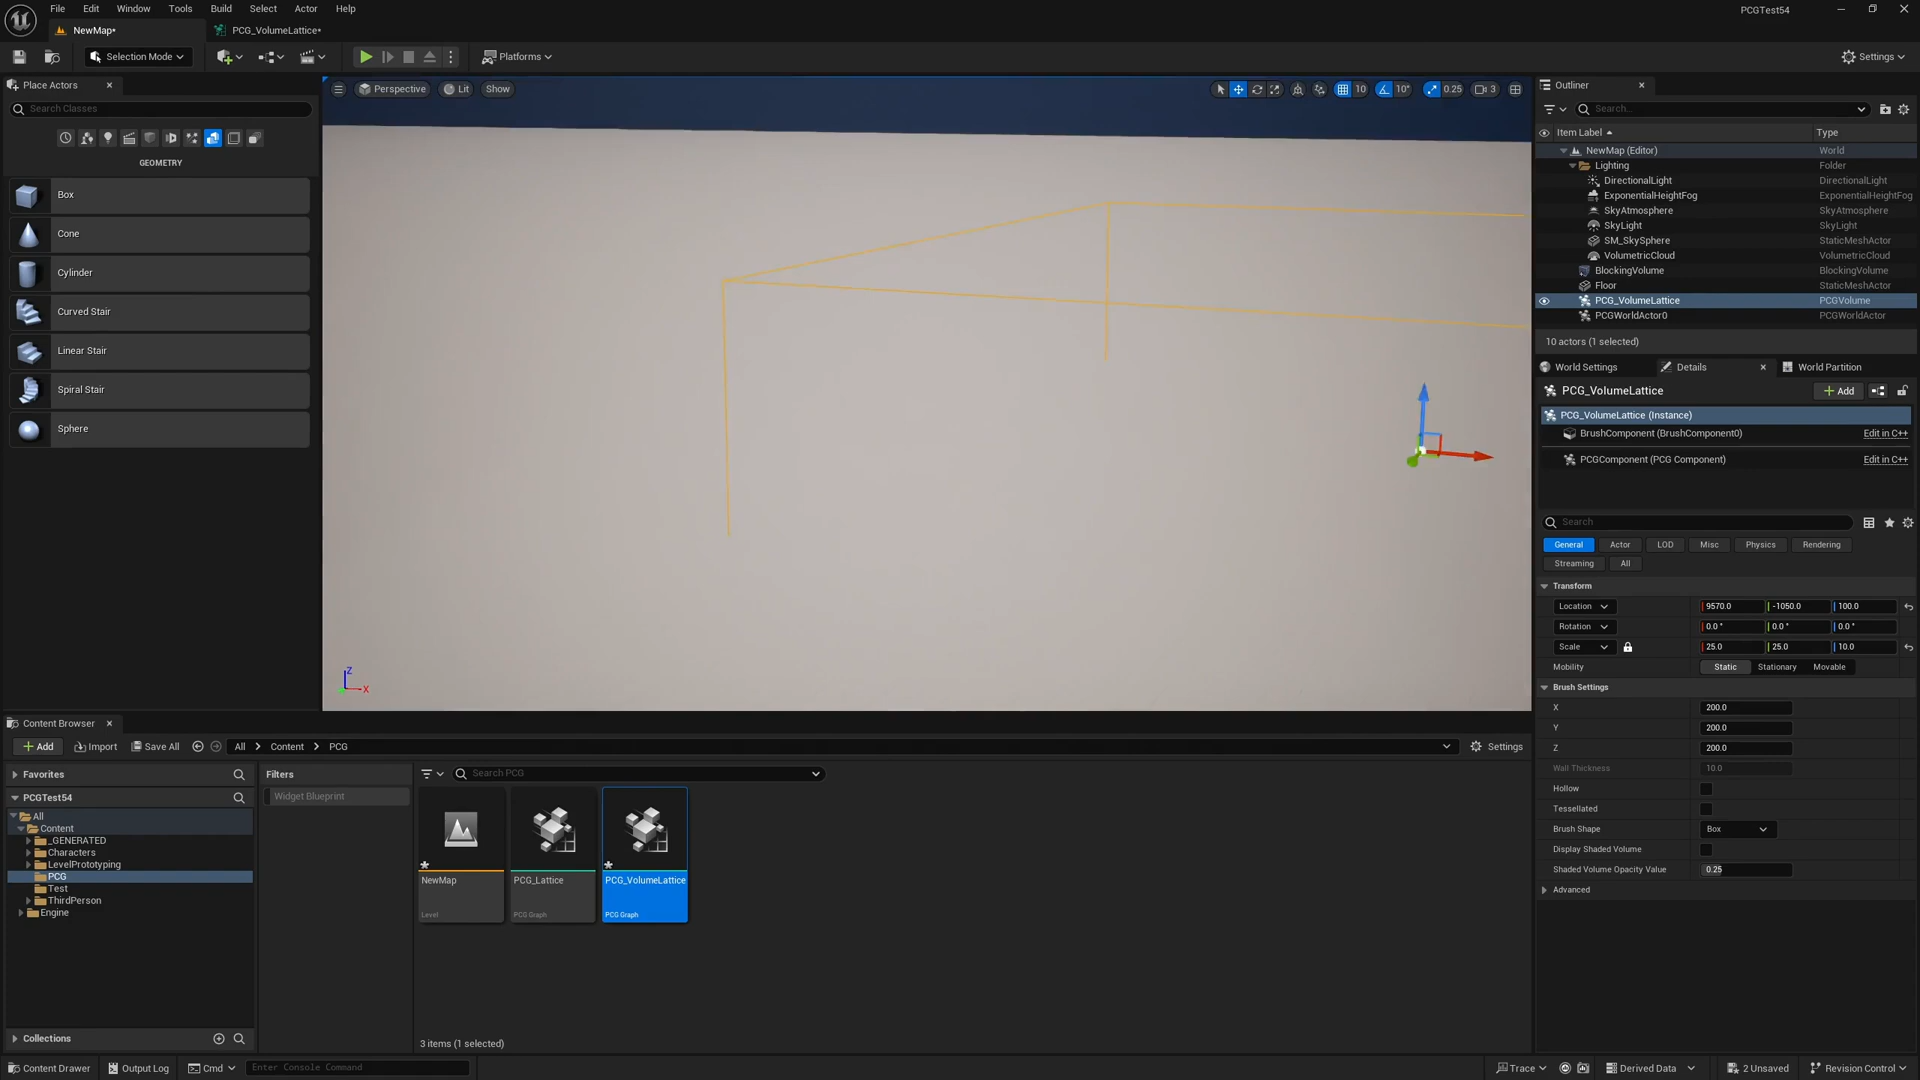 File Edit Window Tools Build Select Actor Help
PCGTest54
NewMap•
PCG_VolumeLattice•
Selection Mode
Platforms
Settings
Place Actors
Search Classes
GEOMETRY
Box
Cone
Cylinder
Curved Stair
Linear Stair
Spiral Stair
Sphere
Perspective Lit Show
10 10° 0.25 3
Z
X
Outliner
Search...
Item Label Type
NewMap (Editor) World
Lighting Folder
DirectionalLight DirectionalLight
ExponentialHeightFog ExponentialHeightFog
SkyAtmosphere SkyAtmosphere
SkyLight SkyLight
SM_SkySphere StaticMeshActor
VolumetricCloud VolumetricCloud
BlockingVolume BlockingVolume
Floor StaticMeshActor
PCG_VolumeLattice PCGVolume
PCGWorldActor0 PCGWorldActor
10 actors (1 selected)
World Settings Details World Partition
PCG_VolumeLattice
Add
PCG_VolumeLattice (Instance)
BrushComponent (BrushComponent0) Edit in C++
PCGComponent (PCG Component) Edit in C++
Search
General Actor LOD Misc Physics Rendering
Streaming All
Transform
Location 9570.0 -1050.0 100.0
Rotation 0.0 ° 0.0 ° 0.0 °
Scale 25.0 25.0 10.0
Mobility Static Stationary Movable
Brush Settings
X 200.0
Y 200.0
Z 200.0
Wall Thickness 10.0
Hollow
Tessellated
Brush Shape Box
Display Shaded Volume
Shaded Volume Opacity Value 0.25
Advanced
Content Browser
Add Import Save All All Content PCG
Settings
Favorites
PCGTest54
All
Content
_GENERATED
Characters
LevelPrototyping
PCG
Test
ThirdPerson
Engine
Collections
Filters
Widget Blueprint
Search PCG
NewMap
Level
PCG_Lattice
PCG Graph
PCG_VolumeLattice
PCG Graph
3 items (1 selected)
Content Drawer Output Log Cmd Enter Console Command
Trace Derived Data 2 Unsaved Revision Control